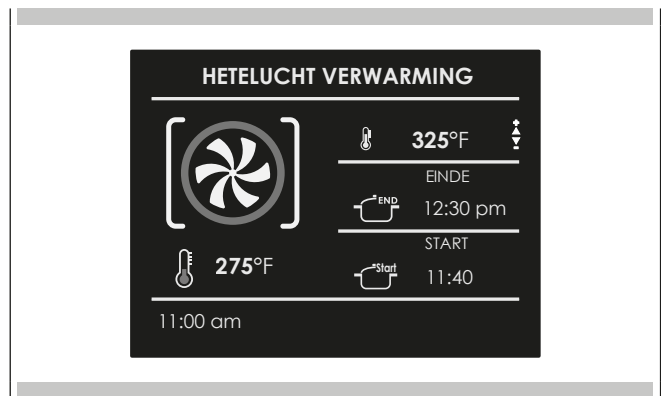 HETELUCHT VERWARMING
325°F
EINDE
END
12:30 pm
START
Start
11:40
275°F
11:00 am